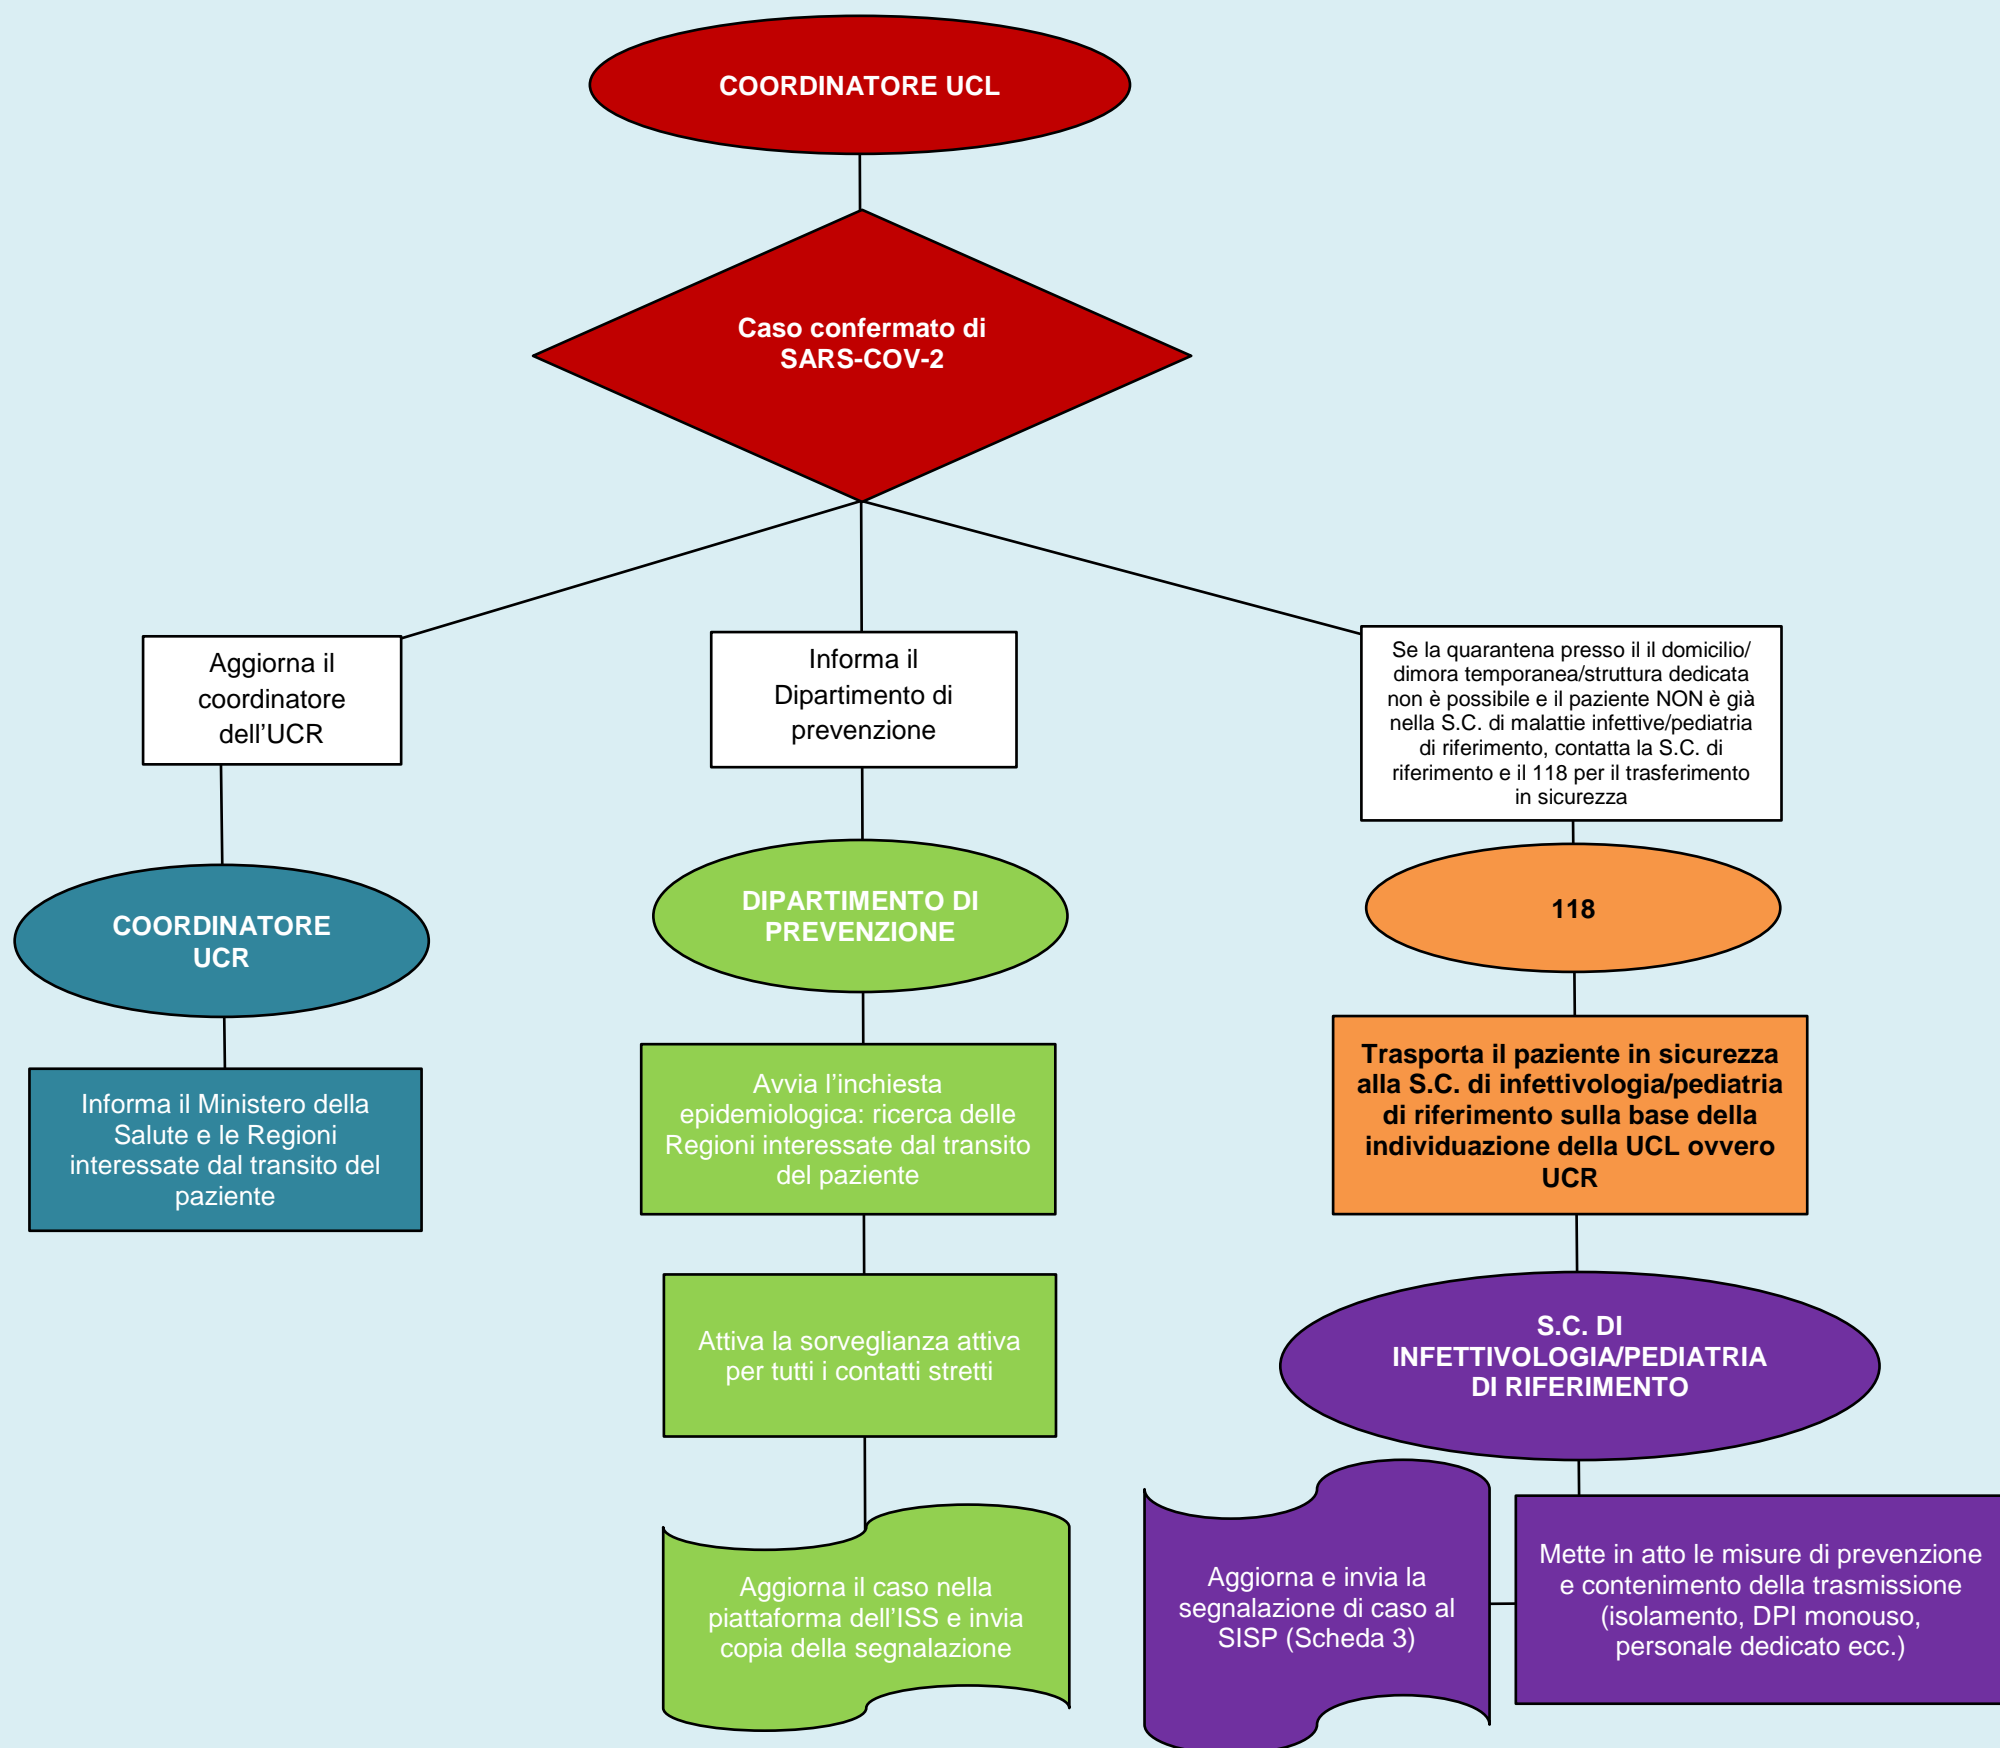 COORDINATORE UCL
Caso confermato di
SARS-COV-2
Aggiorna il
coordinatore
dell’UCR
Informa il
Dipartimento di
prevenzione
Se la quarantena presso il il domicilio/
dimora temporanea/struttura dedicata
non è possibile e il paziente NON è già
nella S.C. di malattie infettive/pediatria
di riferimento, contatta la S.C. di
riferimento e il 118 per il trasferimento
in sicurezza
COORDINATORE
UCR
DIPARTIMENTO DI
PREVENZIONE
118
Informa il Ministero della
Salute e le Regioni
interessate dal transito del
paziente
Avvia l’inchiesta
epidemiologica: ricerca delle
Regioni interessate dal transito
del paziente
Trasporta il paziente in sicurezza
alla S.C. di infettivologia/pediatria
di riferimento sulla base della
individuazione della UCL ovvero
UCR
Attiva la sorveglianza attiva
per tutti i contatti stretti
S.C. DI
INFETTIVOLOGIA/PEDIATRIA
DI RIFERIMENTO
Aggiorna il caso nella
piattaforma dell’ISS e invia
copia della segnalazione
Aggiorna e invia la
segnalazione di caso al
SISP (Scheda 3)
Mette in atto le misure di prevenzione
e contenimento della trasmissione
(isolamento, DPI monouso,
personale dedicato ecc.)